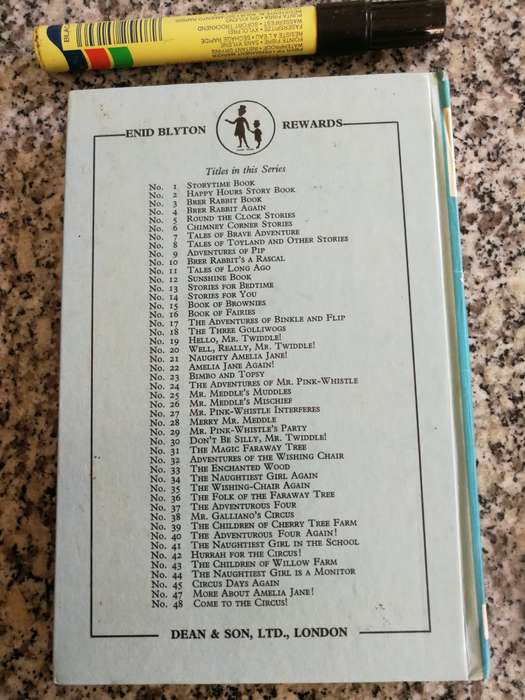 WASSERFEST
FASERSPITZE
POINTE FIBRE
RESISTE À L'EAU SECHAGE RAPIDE
ENID BLYTON REWARDS
Titles in this Series
No. 1 STORYTIME BOOK
No. 2 HAPPY HOURS STORY BOOK
No. 3 BRER RABBIT BOOK
No. 4 BRER RABBIT AGAIN
No. 5 ROUND THE CLOCK STORIES
No. 6 CHIMNEY CORNER STORIES
No. 7 TALES OF BRAVE ADVENTURE
No. 8 TALES OF TOYLAND AND OTHER STORIES
No. 9 ADVENTURES OF PIP
No. 10 BRER RABBIT'S A RASCAL
No. 11 TALES OF LONG AGO
No. 12 SUNSHINE BOOK
No. 13 STORIES FOR BEDTIME
No. 14 STORIES FOR YOU
No. 15 BOOK OF BROWNIES
No. 16 BOOK OF FAIRIES
No. 17 THE ADVENTURES OF BINKLE AND FLIP
No. 18 THE THREE GOLLIWOGS
No. 19 HELLO, MR. TWIDDLE!
No. 20 WELL, REALLY, MR. TWIDDLE!
No. 21 NAUGHTY AMELIA JANE!
No. 22 AMELIA JANE AGAIN!
No. 23 BIMBO AND TOPSY
No. 24 THE ADVENTURES OF MR. PINK-WHISTLE
No. 25 MR. MEDDLE'S MUDDLES
No. 26 MR. MEDDLE'S MISCHIEF
No. 27 MR. PINK-WHISTLE INTERFERES
No. 28 MERRY MR. MEDDLE
No. 29 MR. PINK-WHISTLE'S PARTY
No. 30 DON'T BE SILLY, MR. TWIDDLE!
No. 31 THE MAGIC FARAWAY TREE
No. 32 ADVENTURES OF THE WISHING CHAIR
No. 33 THE ENCHANTED WOOD
No. 34 THE NAUGHTIEST GIRL AGAIN
No. 35 THE WISHING-CHAIR AGAIN
No. 36 THE FOLK OF THE FARAWAY TREE
No. 37 THE ADVENTUROUS FOUR
No. 38 MR. GALLIANO'S CIRCUS
No. 39 THE CHILDREN OF CHERRY TREE FARM
No. 40 THE ADVENTUROUS FOUR AGAIN!
No. 41 THE NAUGHTIEST GIRL IN THE SCHOOL
No. 42 HURRAH FOR THE CIRCUS!
No. 43 THE CHILDREN OF WILLOW FARM
No. 44 THE NAUGHTIEST GIRL IS A MONITOR
No. 45 CIRCUS DAYS AGAIN
No. 47 MORE ABOUT AMELIA JANE!
No. 48 COME TO THE CIRCUS!
DEAN & SON, LTD., LONDON